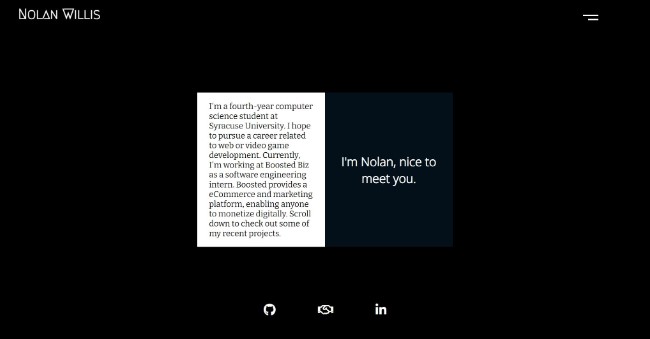 Nolan Willis
I'm a fourth-year computer
science student at
Syracuse University. I hope
to pursue a career related
to web or video game
development. Currently,
I'm working at Boosted Biz
as a software engineering
intern. Boosted provides a
eCommerce and marketing
platform, enabling anyone
to monetize digitally. Scroll
down to check out some of
my recent projects.
I'm Nolan, nice to
meet you.
in